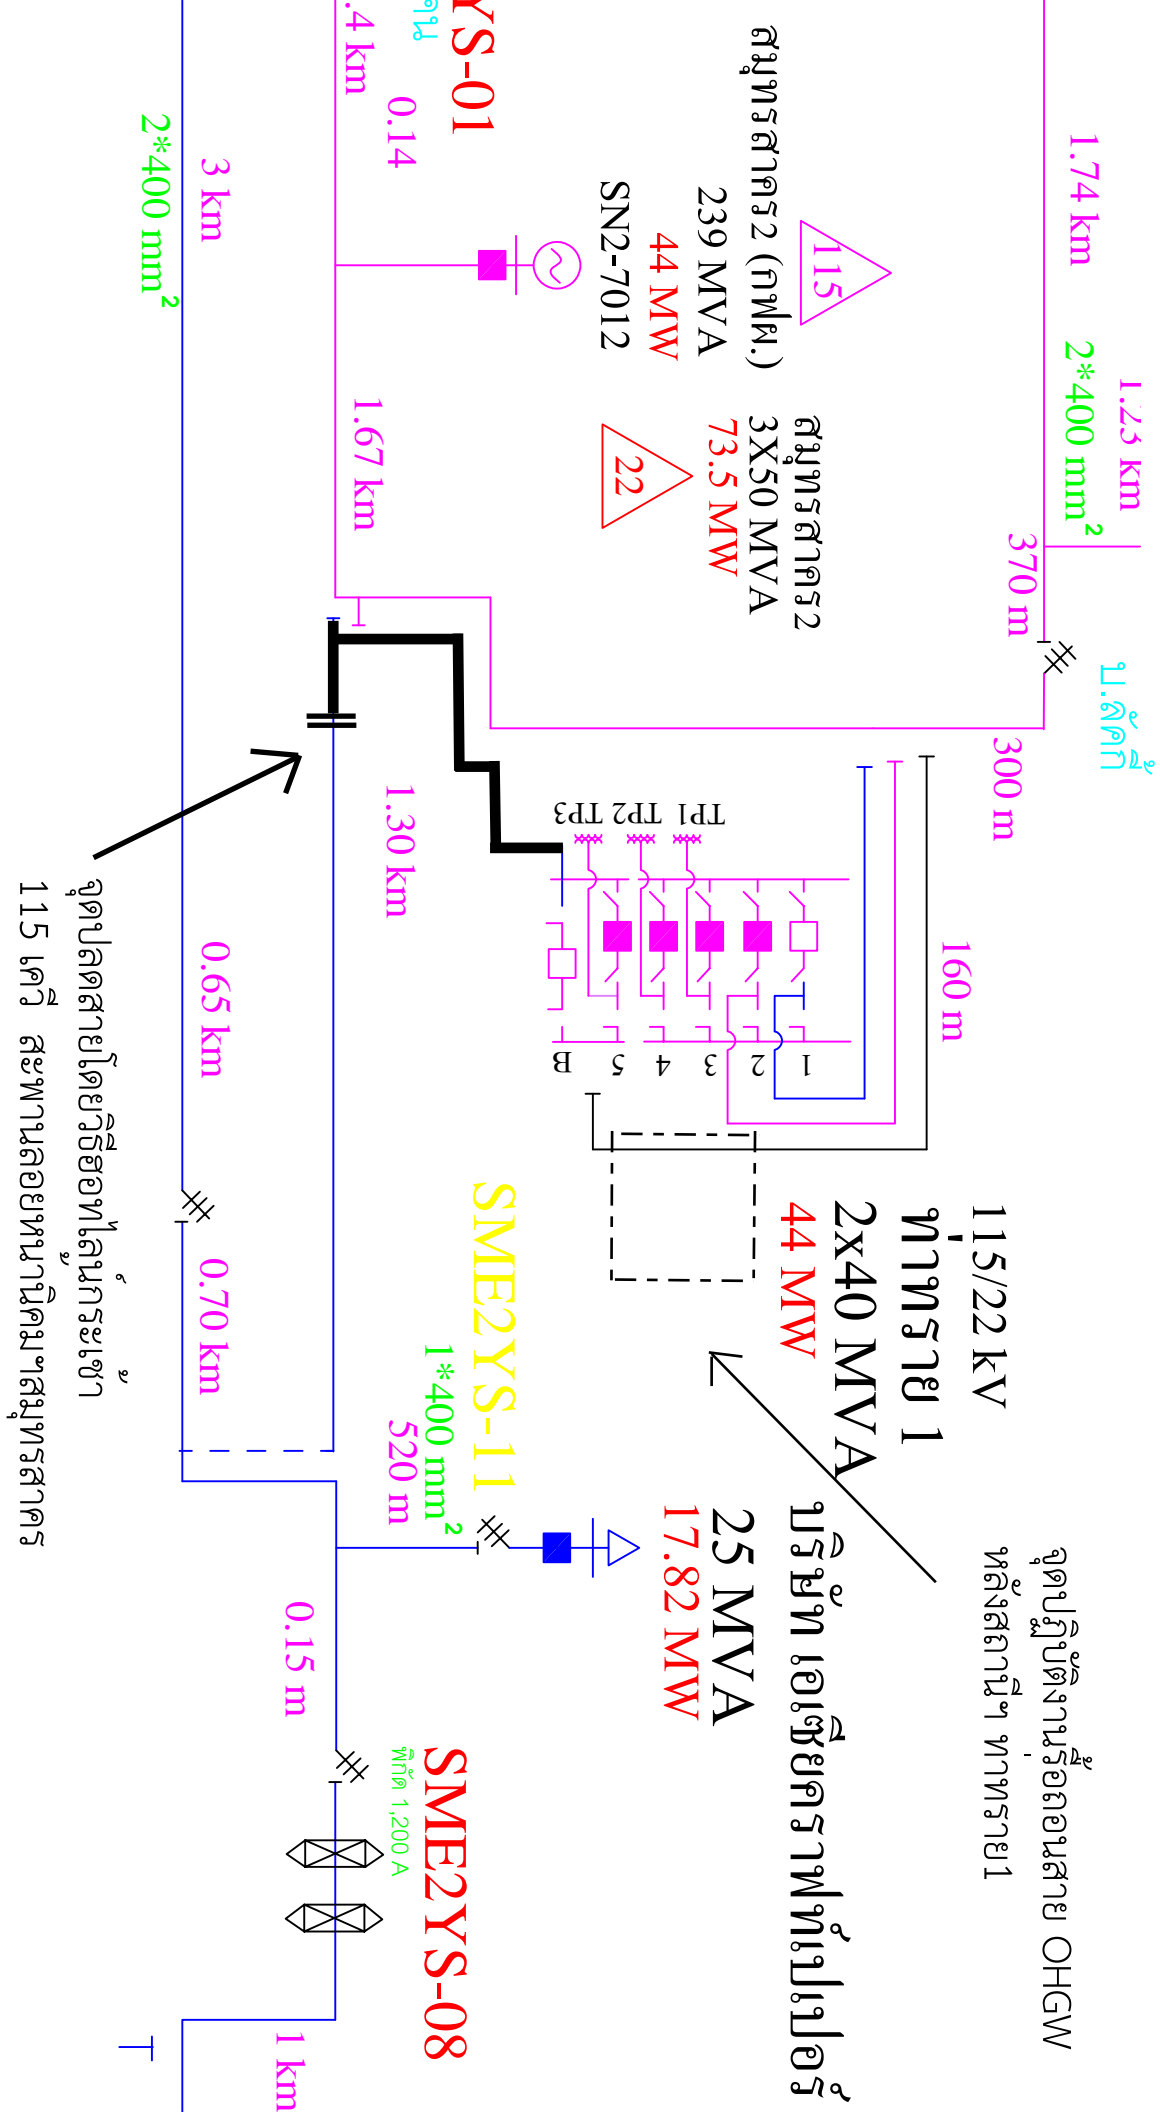 1.23 km
บ.ลัคกี้
1.74 km
2*400 mm²
370 m
300 m
160 m
115/22 kV
ท่าทราย 1
2x40 MVA
44 MW
จุดปฏิบัติงานรื้อถอนสาย OHGW
หลังสถานีฯ ท่าทราย1
115
สมุทรสาคร2 (กฟผ.)
239 MVA
44 MW
SN2-7012
สมุทรสาคร2
3X50 MVA
73.5 MW
22
1 2 3 4 5 B
TP1 TP2 TP3
บริษัท เอเซียคราฟท์เปเปอร์
25 MVA
17.82 MW
YS-01
SME2YS-11
1*400 mm²
520 m
SME2YS-08
พิกัด 1,200 A
.4 km
0.14
1.67 km
1.30 km
0.15 m
1 km
3 km
2*400 mm²
0.65 km
0.70 km
จุดปลดสายโดยวิธีฮอทไลน์กระเช้า
115 เควี สะพานลอยหน้านิคมฯสมุทรสาคร